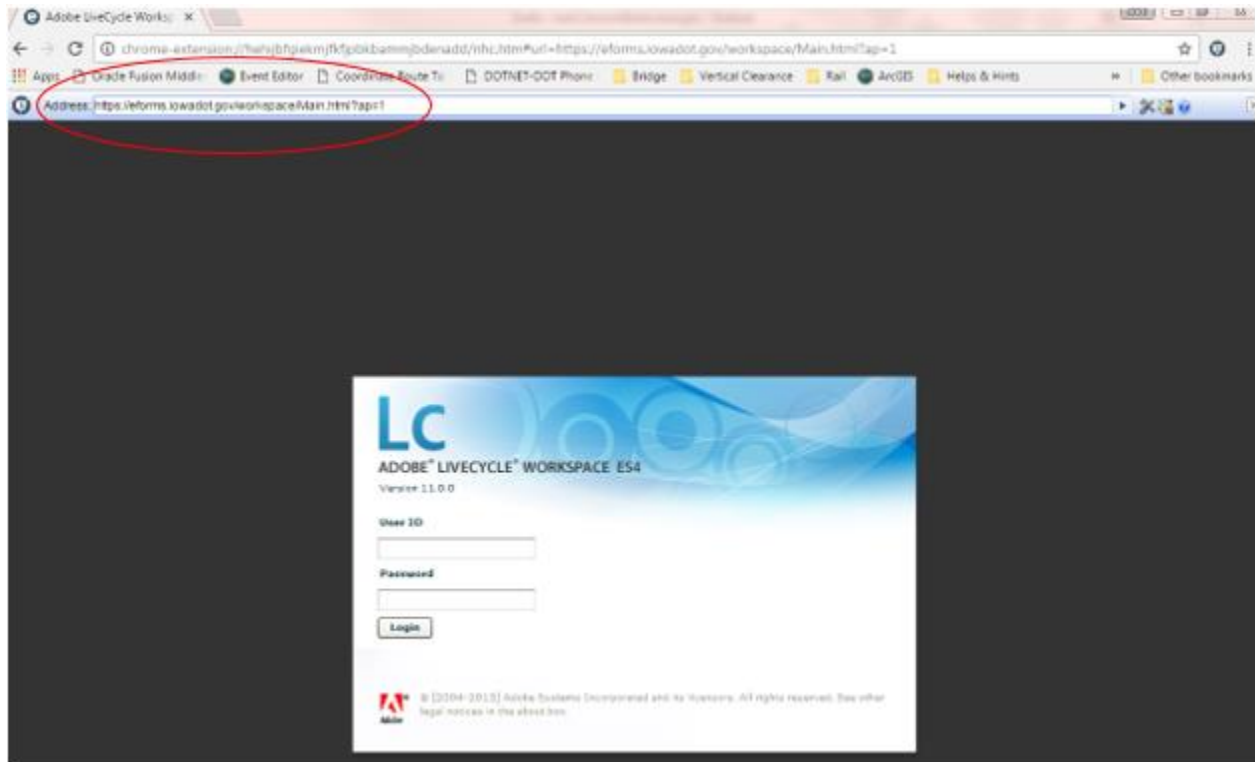 Adobe LiveCycle Works
chrome-extension://hehijbfgiekmjfkfjpbkbammjbdenadd/nhc.htm#url=https://eforms.iowadot.gov/workspace/Main.html?ap=1
Apps Oracle Fusion Middle Event Editor Coordinate Route To DOTNET-DOT Phone Bridge Vertical Clearance Rail ArcGIS Helps & Hints » Other bookmarks
Address: https://eforms.iowadot.gov/workspace/Main.html?ap=1
LC
ADOBE® LIVECYCLE® WORKSPACE ES4
Version 11.0.0
User ID
Password
Login
© [2004-2013] Adobe Systems Incorporated and its licensors. All rights reserved. See other
legal notices in the about box.
Adobe